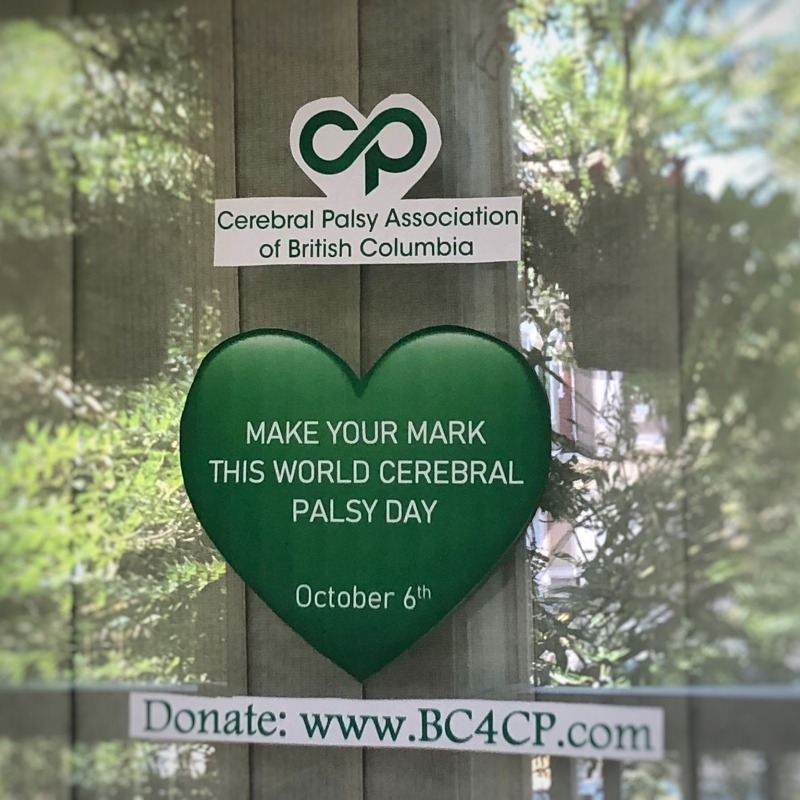 cp
Cerebral Palsy Association
of British Columbia
MAKE YOUR MARK
THIS WORLD CEREBRAL
PALSY DAY
October 6th
Donate: www.BC4CP.com